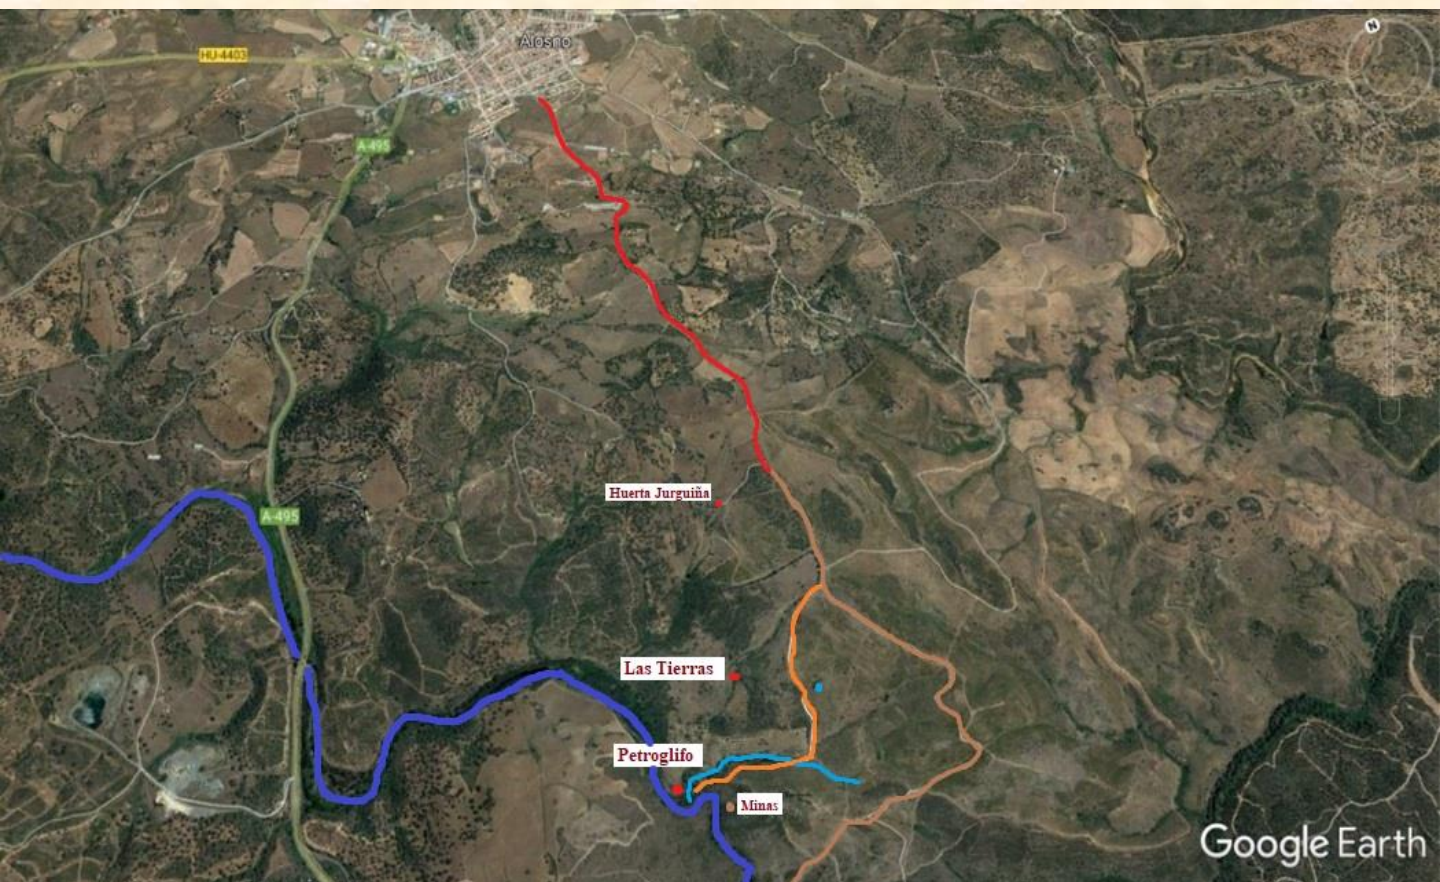 Alosno
HU-4403
N
A-495
Huerta Jurguiña
A-495
Las Tierras
Petroglifo
Minas
Google Earth